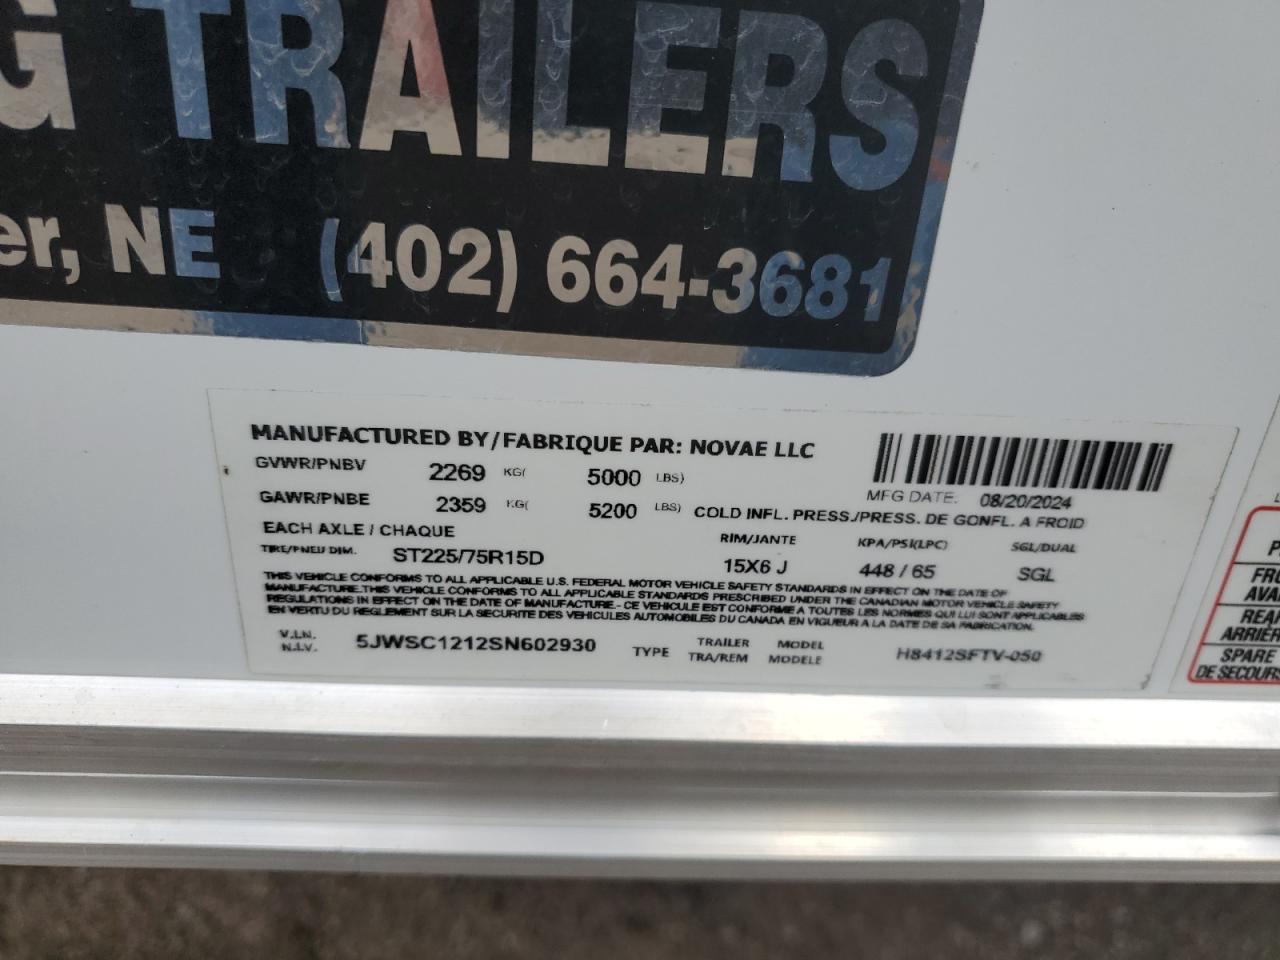 G TRAILERS
er, NE (402) 664-3681
MANUFACTURED BY/FABRIQUE PAR: NOVAE LLC
GVWR/PNBV 2269 KG( 5000 LBS)
MFG DATE. 08/20/2024
GAWR/PNBE 2359 KG( 5200 LBS) COLD INFL. PRESS./PRESS. DE GONFL. A FROID
EACH AXLE / CHAQUE RIM/JANTE KPA/PSI(LPC) SGL/DUAL
TIRE/PNEU DIM. ST225/75R15D 15X6 J 448 / 65 SGL
THIS VEHICLE CONFORMS TO ALL APPLICABLE U.S. FEDERAL MOTOR VEHICLE SAFETY STANDARDS IN EFFECT ON THE DATE OF
MANUFACTURE. THIS VEHICLE CONFORMS TO ALL APPLICABLE STANDARDS PRESCRIBED UNDER THE CANADIAN MOTOR VEHICLE SAFETY
REGULATIONS IN EFFECT ON THE DATE OF MANUFACTURE. - CE VEHICULE EST CONFORME A TOUTES LES NORMES QUI LUI SONT APPLICABLES
EN VERTU DU REGLEMENT SUR LA SECURITE DES VEHICULES AUTOMOBILES DU CANADA EN VIGUEUR A LA DATE DE SA FABRICATION.
V.I.N. 5JWSC1212SN602930 TYPE TRAILER MODEL H8412SFTV-050
N.I.V. TRA/REM MODELE
P
FRO
AVA
REAR
ARRIÈR
SPARE
DE SECOURS